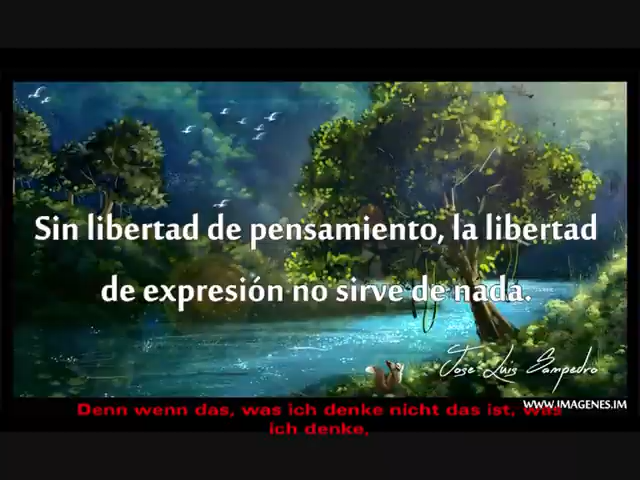 Sin libertad de pensamiento, la libertad
de expresión no sirve de nada.
Jose Luis Sampedro
WWW.IMAGENES.IM
Denn wenn das, was ich denke nicht das ist, was
ich denke,